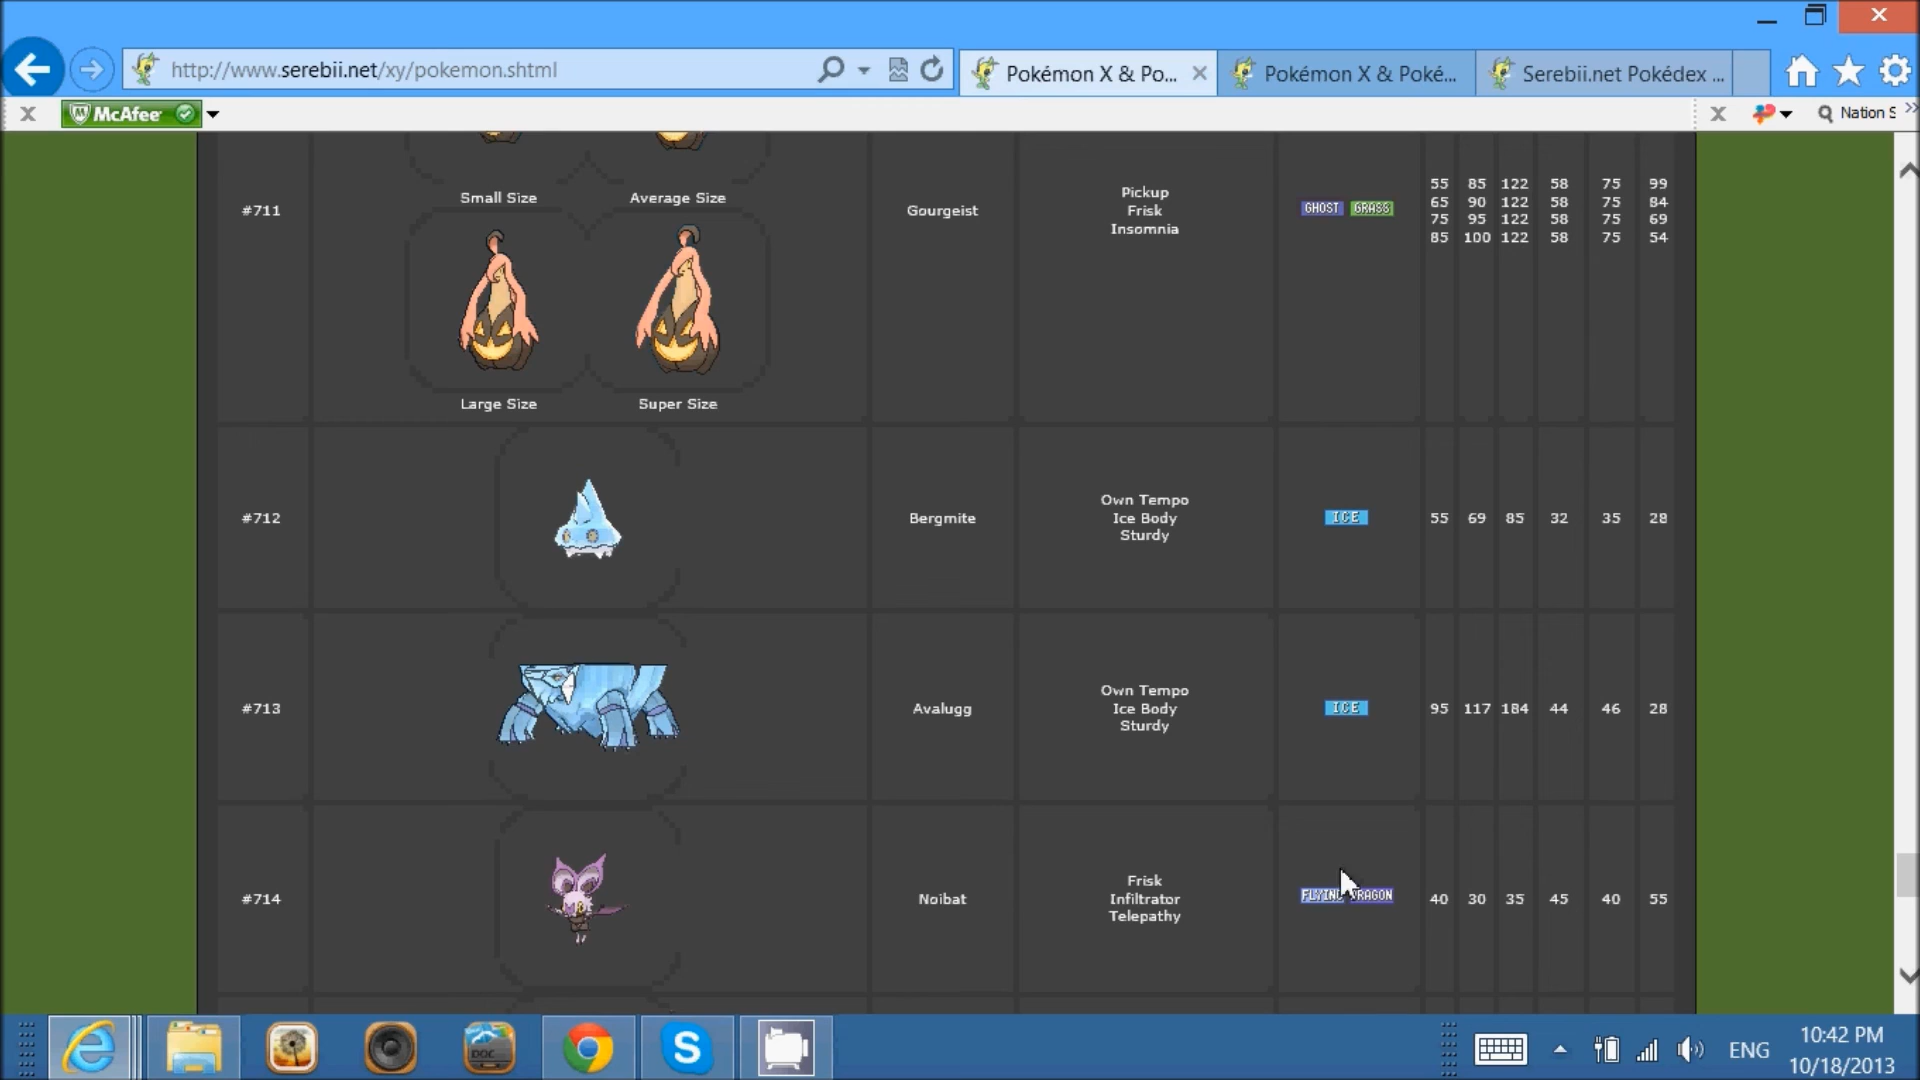 http://www.serebii.net/xy/pokemon.shtml
Pokémon X & Po...
Pokémon X & Poké...
Serebii.net Pokédex ...
McAfee
Nation S
#711
Small Size
Average Size
Large Size
Super Size
Gourgeist
Pickup
Frisk
Insomnia
GHOST GRASS
55 85 122 58 75 99
65 90 122 58 75 84
75 95 122 58 75 69
85 100 122 58 75 54
#712
Bergmite
Own Tempo
Ice Body
Sturdy
ICE
55 69 85 32 35 28
#713
Avalugg
Own Tempo
Ice Body
Sturdy
ICE
95 117 184 44 46 28
#714
Noibat
Frisk
Infiltrator
Telepathy
40 30 35 45 40 55
DOC
ENG
10:42 PM
10/18/2013